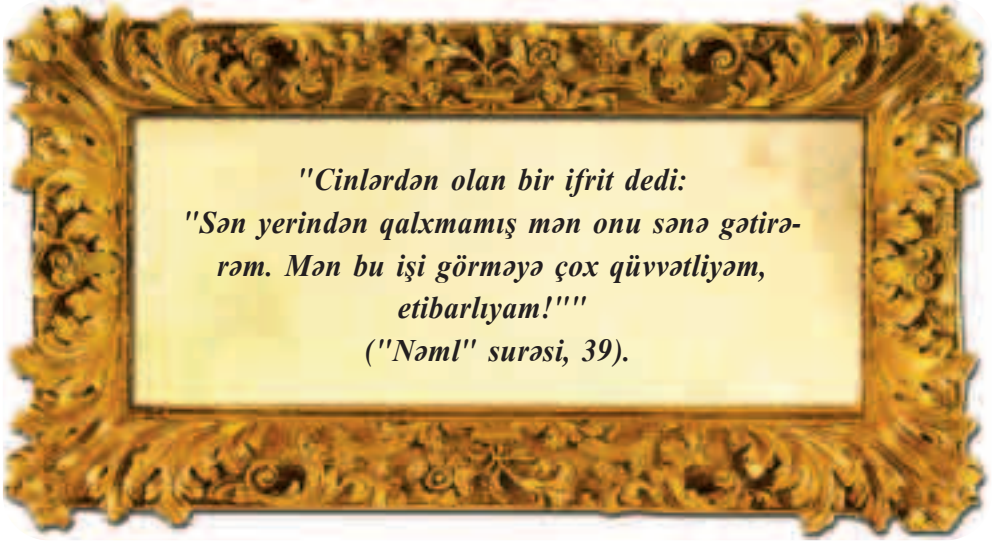 "Cinlərdən olan bir ifrit dedi:
"Sən yerindən qalxmamış mən onu sənə gətirə-
rəm. Mən bu işi görməyə çox qüvvətliyəm,
etibarlıyam!""
("Nəml" surəsi, 39).